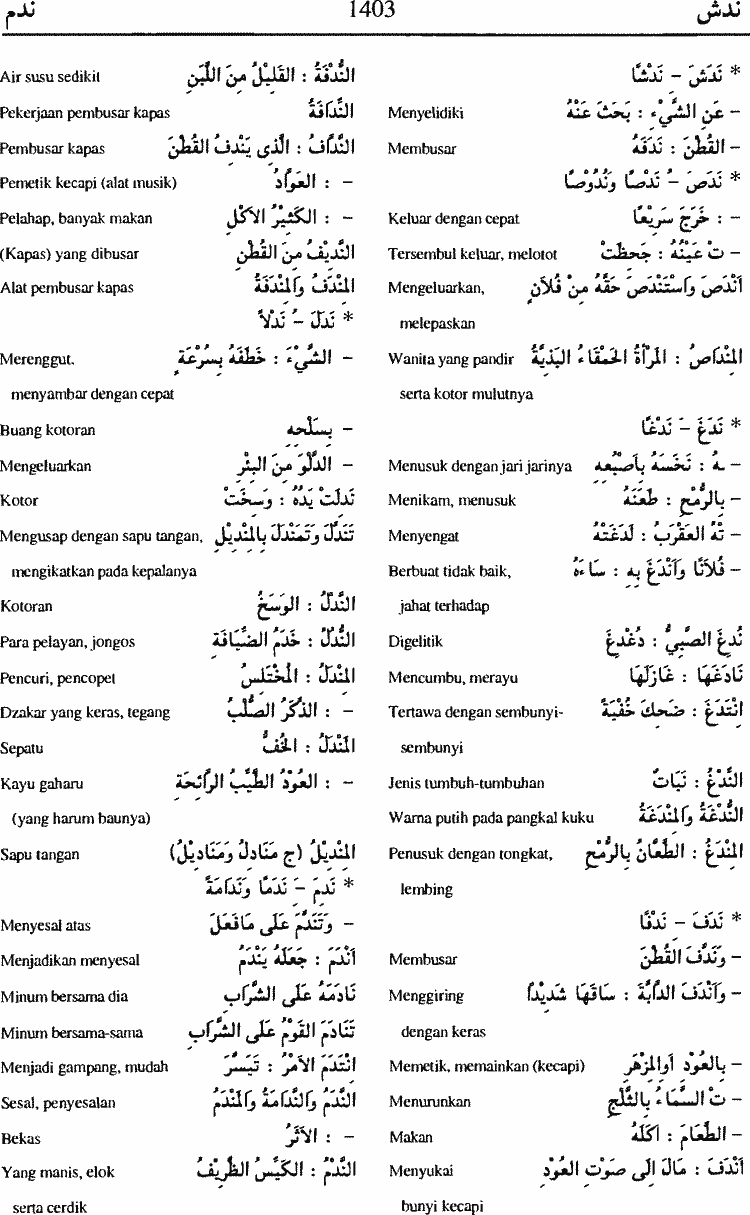 ندش 1403 ندم
* نَدَشَ – نَدْشًا
– عَنِ الشَّيْءِ : بَحَثَ عَنْهُ Menyelidiki
– القُطْنَ : نَدَفَهُ Membusar
* نَدَصَ – نَدْصًا وَنُدُوْصًا
– : خَرَجَ سَرِيْعًا Keluar dengan cepat
– تْ عَيْنُهُ : جَحَظَتْ Tersembul keluar, melotot
أَنْدَصَ وَاسْتَنْدَصَ حَقَّهُ مِنْ فُلَانٍ Mengeluarkan,
melepaskan
المِنْدَاصُ : المَرْأَةُ الحَمْقَاءُ البَذِيَّةُ Wanita yang pandir
serta kotor mulutnya
* نَدَغَ – نَدْغًا
– ـهُ : نَخَسَهُ بِأَصْبُعِهِ Menusuk dengan jari jarinya
– بِالرُّمْحِ : طَعَنَهُ Menikam, menusuk
– تْهُ العَقْرَبُ : لَدَغَتْهُ Menyengat
– فُلَانًا وَأَنْدَغَ بِهِ : سَاءَهُ Berbuat tidak baik,
jahat terhadap
نُدِغَ الصَّبِيُّ : دُغْدِغَ Digelitik
نَادَغَهَا : غَازَلَهَا Mencumbu, merayu
اِنْتَدَغَ : ضَحِكَ خُفْيَةً Tertawa dengan sembunyi-
sembunyi
النَّدْغُ : نَبَاتٌ Jenis tumbuh-tumbuhan
النُّدْغَةُ وَالمِنْدَغَةُ Warna putih pada pangkal kuku
المِنْدَغُ : الطَّعَّانُ بِالرُّمْحِ Penusuk dengan tongkat,
lembing
* نَدَفَ – نَدْفًا
– وَنَدَّفَ القُطْنَ Membusar
– وَأَنْدَفَ الدَّابَّةَ : سَاقَهَا شَدِيْدًا Menggiring
dengan keras
– بِالعُوْدِ أَوِ المِزْهَرِ Memetik, memainkan (kecapi)
– تِ السَّمَاءُ بِالثَّلْجِ Menurunkan
– الطَّعَامَ : أَكَلَهُ Makan
أَنْدَفَ : مَالَ إِلَى صَوْتِ العُوْدِ Menyukai
bunyi kecapi
النُّدْفَةُ : القَلِيْلُ مِنَ اللَّبَنِ Air susu sedikit
النِّدَافَةُ Pekerjaan pembusar kapas
النَّدَّافُ : الَّذِى يَنْدِفُ القُطْنَ Pembusar kapas
– : العَوَّادُ Pemetik kecapi (alat musik)
– : الكَثِيْرُ الأَكْلِ Pelahap, banyak makan
النَّدِيْفُ مِنَ القُطْنِ (Kapas) yang dibusar
المِنْدَفُ وَالمِنْدَفَةُ Alat pembusar kapas
* نَدَلَ – نَدْلاً
– الشَّيْءَ : خَطَفَهُ بِسُرْعَةٍ Merenggut.
menyambar dengan cepat
– بِسَلْحِهِ Buang kotoran
– الدَّلْوَ مِنَ البِئْرِ Mengeluarkan
نَدِلَتْ يَدُهُ : وَسِخَتْ Kotor
تَنَدَّلَ وَتَمَنْدَلَ بِالمِنْدِيْلِ Mengusap dengan sapu tangan,
mengikatkan pada kepalanya
النَّدَلُ : الوَسَخُ Kotoran
النُّدُلُ : خَدَمُ الضِّيَافَةِ Para pelayan, jongos
المِنْدَلُ : المُخْتَلِسُ Pencuri, pencopet
– : الذَّكَرُ الصُّلْبُ Dzakar yang keras, tegang
المَنْدَلُ : الخُفُّ Sepatu
– : العُوْدُ الطَّيِّبُ الرَّائِحَةِ Kayu gaharu
(yang harum baunya)
المِنْدِيْلُ (ج مَنَادِلُ وَمَنَادِيْلُ) Sapu tangan
* نَدِمَ – نَدَمًا وَنَدَامَةً
– وَتَنَدَّمَ عَلَى مَا فَعَلَ Menyesal atas
أَنْدَمَ : جَعَلَهُ يَنْدَمُ Menjadikan menyesal
نَادَمَهُ عَلَى الشَّرَابِ Minum bersama dia
تَنَادَمَ القَوْمُ عَلَى الشَّرَابِ Minum bersama-sama
اِنْتَدَمَ الأَمْرُ : تَيَسَّرَ Menjadi gampang, mudah
النَّدَمُ وَالنَّدَامَةُ وَالمَنْدَمُ Sesal, penyesalan
– : الأَثَرُ Bekas
النَّدْمُ : الكَيِّسُ الظَّرِيْفُ Yang manis, elok
serta cerdik